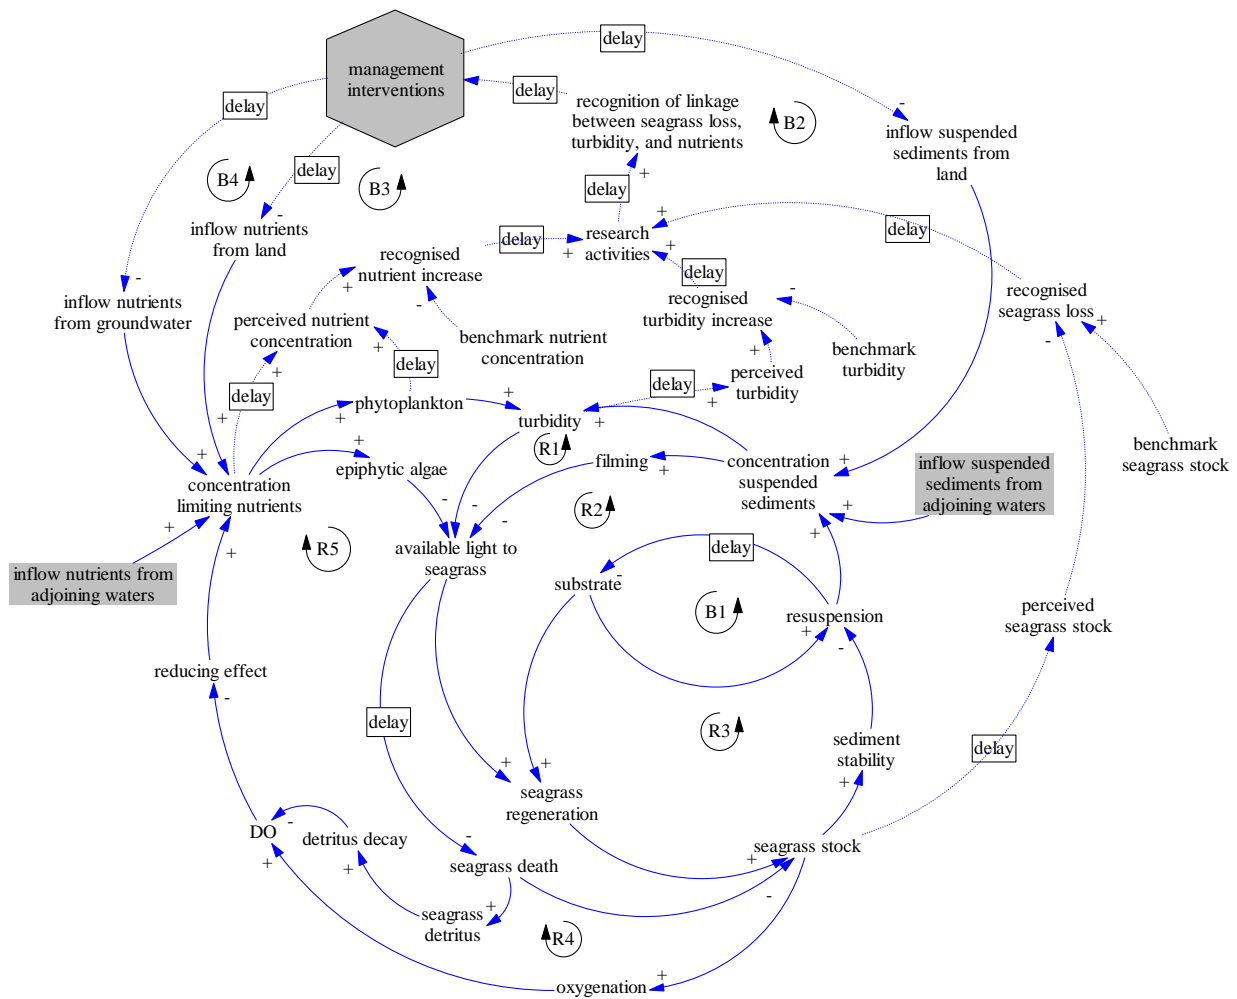 delay
management
interventions
delay
recognition of linkage
between seagrass loss,
turbidity, and nutrients
B2
-
inflow suspended
sediments from
land
delay
delay
B4
B3
-
+
delay
inflow nutrients
from land
research
activities
+
+
+
delay
delay
recognised
nutrient increase
delay
recognised
turbidity increase
-
recognised
seagrass loss
-
+
-
inflow nutrients
from groundwater
+
-
perceived nutrient
concentration
benchmark nutrient
concentration
+
+
delay
+
benchmark
turbidity
perceived
turbidity
delay
+
delay
phytoplankton
+
+
+
turbidity
+
R1
benchmark
seagrass stock
+
+
epiphytic algae
filming
+
concentration
suspended
sediments
+
+
+
inflow suspended
sediments from
adjoining waters
concentration
limiting nutrients
+
+
-
-
-
R2
R5
available light to
seagrass
delay
inflow nutrients from
adjoining waters
substrate
-
B1
resuspension
+
-
perceived
seagrass stock
reducing effect
-
delay
R3
sediment
stability
+
delay
+
+
seagrass
regeneration
DO
-
+
detritus decay
+
-
seagrass death
+
-
seagrass stock
seagrass
detritus
+
R4
oxygenation
+